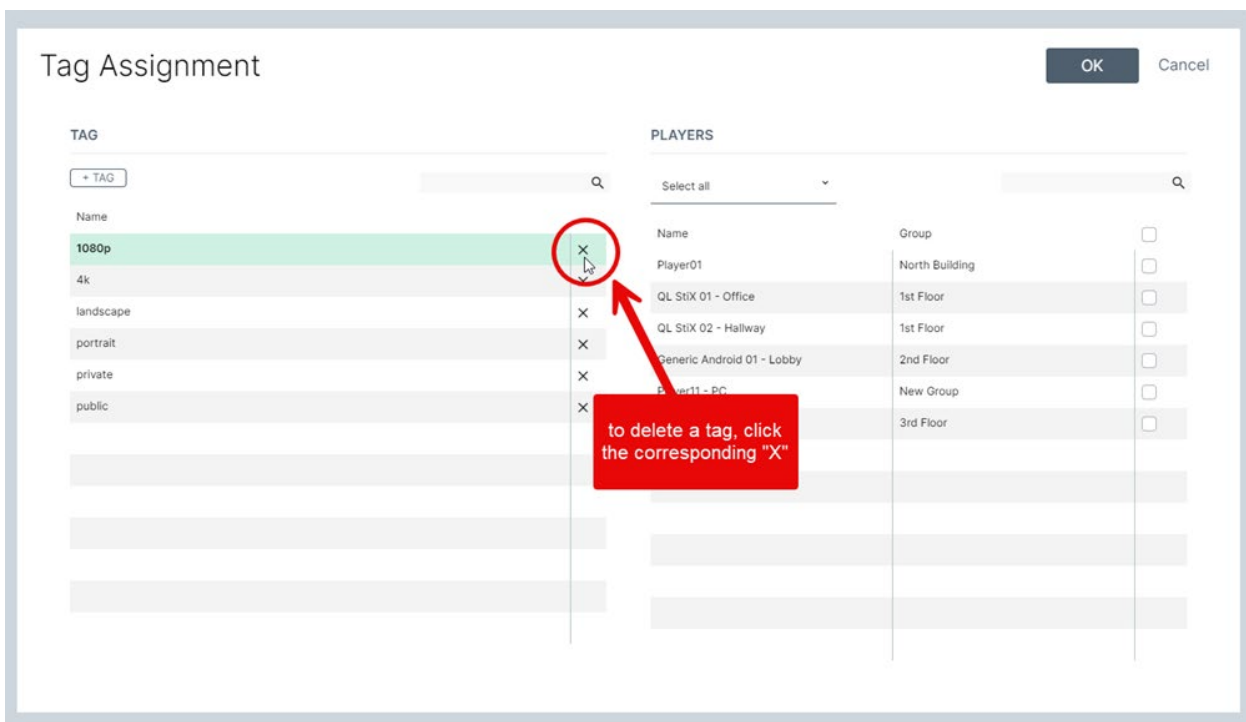 Tag Assignment
OK
Cancel
TAG
+ TAG
Name
1080p
4k
landscape
portrait
private
public
PLAYERS
Select all
Name Group
Player01 North Building
QL StiX 01 - Office 1st Floor
QL StiX 02 - Hallway 1st Floor
Generic Android 01 - Lobby 2nd Floor
Player11 - PC New Group
3rd Floor
to delete a tag, click
the corresponding "X"